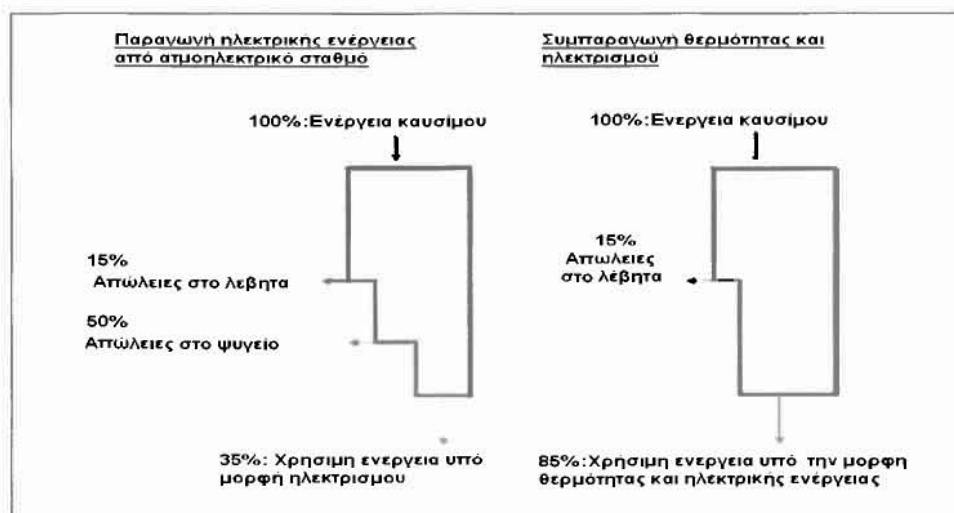 Παραγωγή ηλεκτρικής ενέργειας
από ατμοηλεκτρικό σταθμό
100%:Ενέργεια καυσίμου
15%
Απώλειες στο λεβητα
50%
Απώλειες στο ψυγείο
35%: Χρησιμη ενεργεια υπό
μορφή ηλεκτρισμου
Συμπαραγωγή θερμότητας και
ηλεκτρισμού
100%:Ενεργεια καυσίμου
15%
Απωλειες
στο λέβητα
85%:Χρήσιμη ενεργεια υπό την μορφη
θερμότητας και ηλεκτρικής ενέργειας